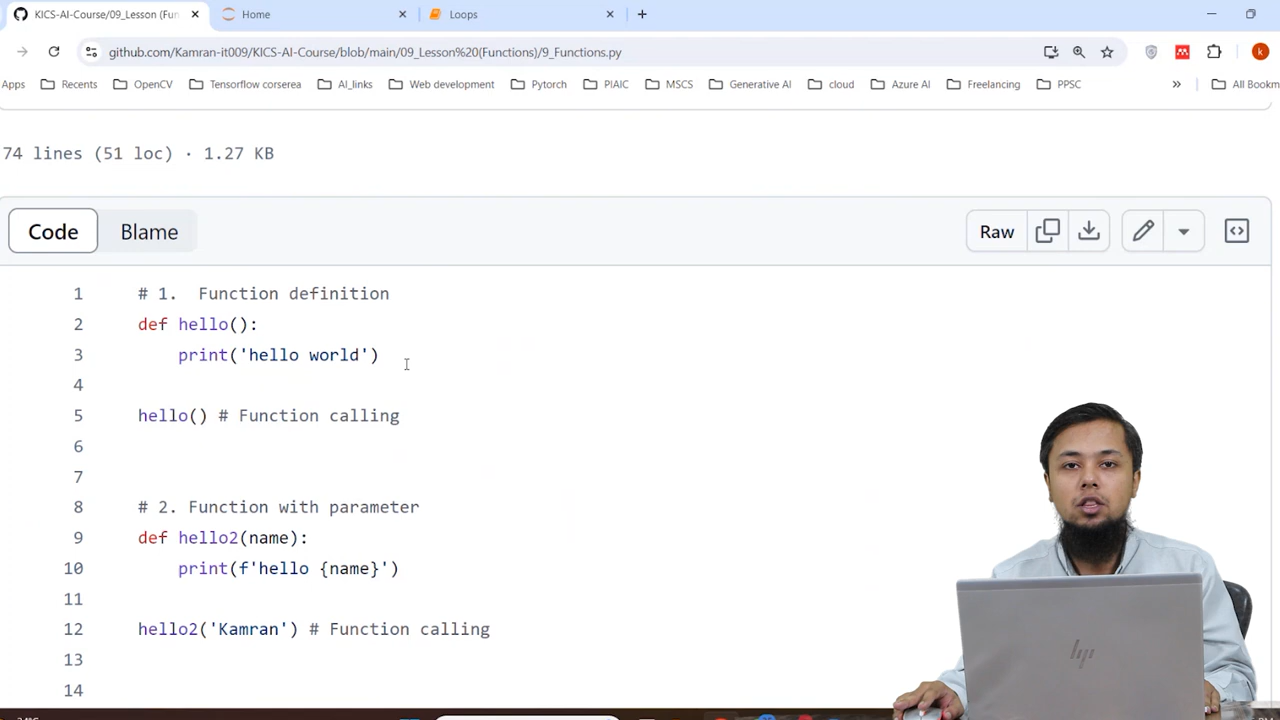 KICS-AI-Course/09_Lesson (Fun
Home
Loops
github.com/Kamran-it009/KICS-AI-Course/blob/main/09_Lesson%20(Functions)/9_Functions.py
k
Apps
Recents
OpenCV
Tensorflow corserea
AI_links
Web development
Pytorch
PIAIC
MSCS
Generative AI
cloud
Azure AI
Freelancing
PPSC
»
All Bookm
74 lines (51 loc) · 1.27 KB
Code
Blame
Raw
1 # 1.  Function definition
2 def hello():
3     print('hello world')
4
5 hello() # Function calling
6
7
8 # 2. Function with parameter
9 def hello2(name):
10     print(f'hello {name}')
11
12 hello2('Kamran') # Function calling
13
14
hp